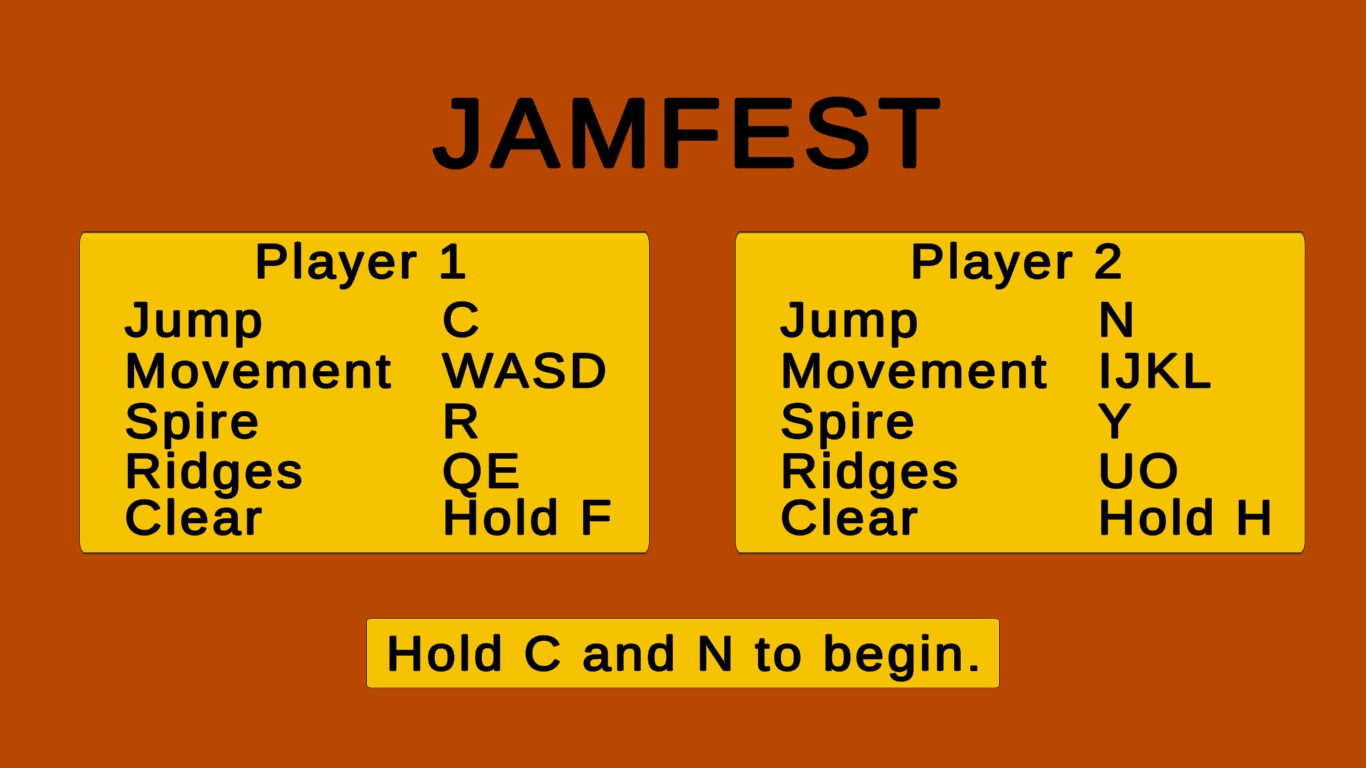 JAMFEST
Player 1
Jump C
Movement WASD
Spire R
Ridges QE
Clear Hold F
Player 2
Jump N
Movement IJKL
Spire Y
Ridges UO
Clear Hold H
Hold C and N to begin.